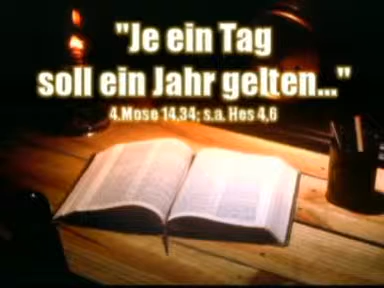 "Je ein Tag
soll ein Jahr gelten..."
4.Mose 14,34; s.a. Hes 4,6